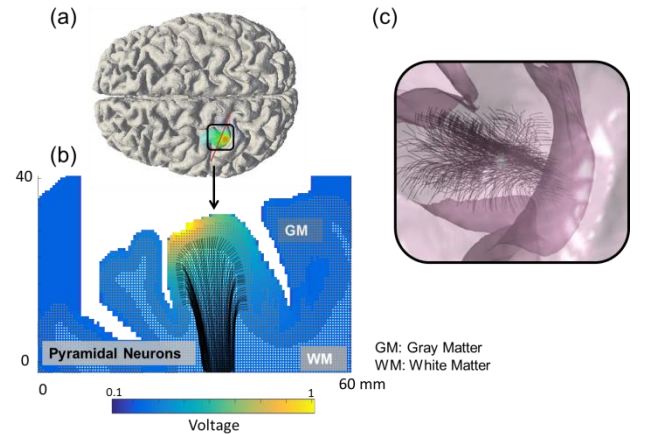 (a)
(c)
(b)
40
GM
Pyramidal Neurons
WM
0
0
60 mm
0.1
1
Voltage
GM: Gray Matter
WM: White Matter